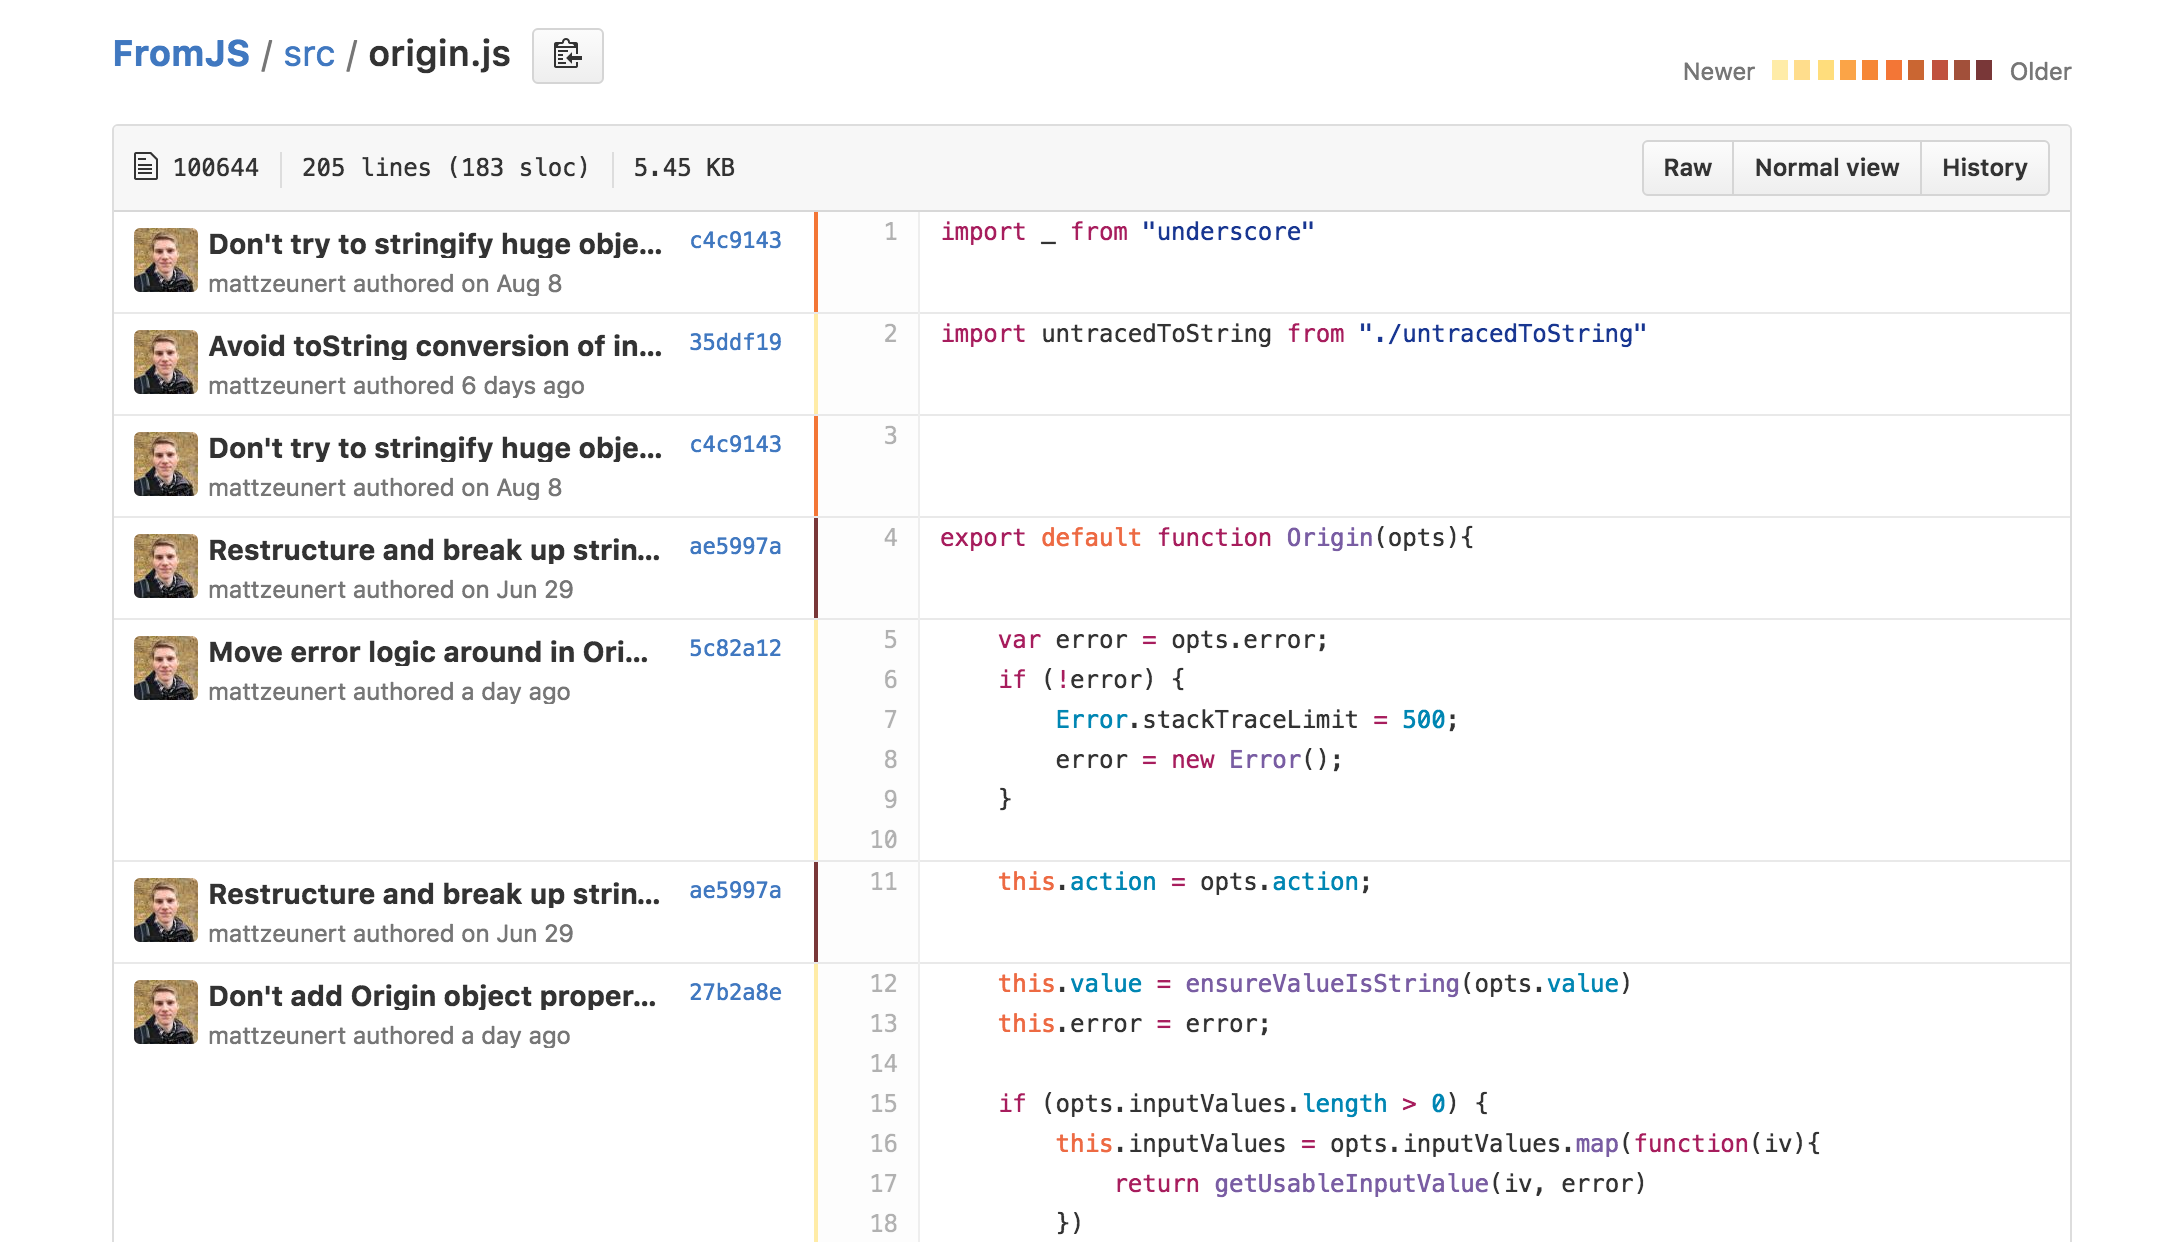 FromJS / src / origin.js
Newer Older
100644 205 lines (183 sloc) 5.45 KB Raw Normal view History
Don't try to stringify huge obje... c4c9143 1 import _ from "underscore"
mattzeunert authored on Aug 8
Avoid toString conversion of in... 35ddf19 2 import untracedToString from "./untracedToString"
mattzeunert authored 6 days ago
Don't try to stringify huge obje... c4c9143 3
mattzeunert authored on Aug 8
Restructure and break up strin... ae5997a 4 export default function Origin(opts){
mattzeunert authored on Jun 29
Move error logic around in Ori... 5c82a12 5     var error = opts.error;
mattzeunert authored a day ago 6     if (!error) {
7         Error.stackTraceLimit = 500;
8         error = new Error();
9     }
10
Restructure and break up strin... ae5997a 11     this.action = opts.action;
mattzeunert authored on Jun 29
Don't add Origin object proper... 27b2a8e 12     this.value = ensureValueIsString(opts.value)
mattzeunert authored a day ago 13     this.error = error;
14
15     if (opts.inputValues.length > 0) {
16         this.inputValues = opts.inputValues.map(function(iv){
17             return getUsableInputValue(iv, error)
18         })